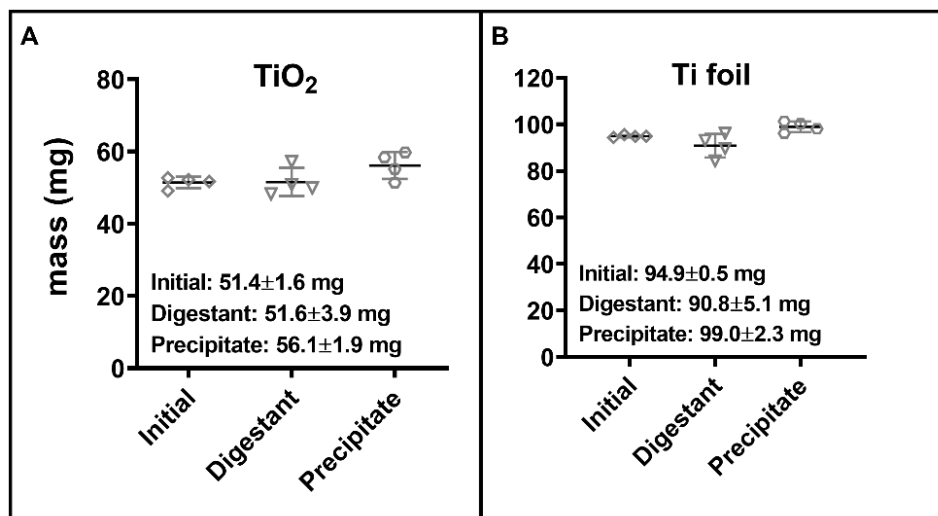 A
TiO₂
mass (mg)
80
60
40
20
0
Initial: 51.4±1.6 mg
Digestant: 51.6±3.9 mg
Precipitate: 56.1±1.9 mg
Initial
Digestant
Precipitate
B
Ti foil
120
100
80
60
40
20
0
Initial: 94.9±0.5 mg
Digestant: 90.8±5.1 mg
Precipitate: 99.0±2.3 mg
Initial
Digestant
Precipitate